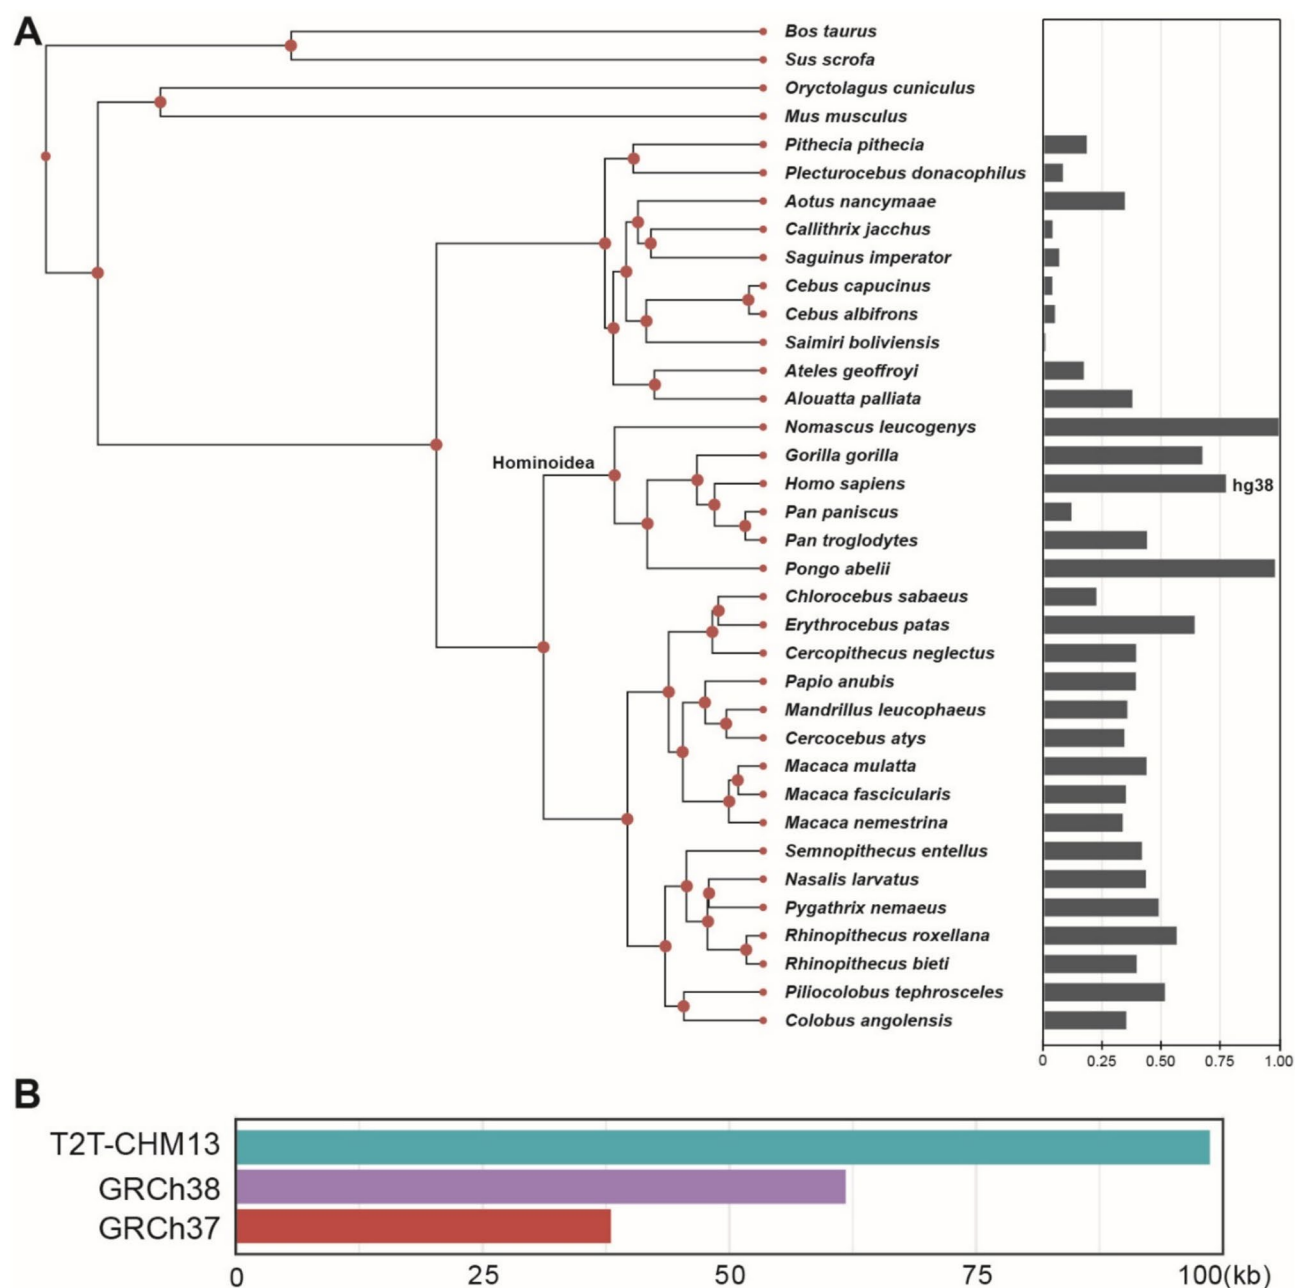 A
Bos taurus
Sus scrofa
Oryctolagus cuniculus
Mus musculus
Pithecia pithecia
Plecturocebus donacophilus
Aotus nancymaae
Callithrix jacchus
Saguinus imperator
Cebus capucinus
Cebus albifrons
Saimiri boliviensis
Ateles geoffroyi
Alouatta palliata
Nomascus leucogenys
Hominoidea
Gorilla gorilla
Homo sapiens hg38
Pan paniscus
Pan troglodytes
Pongo abelii
Chlorocebus sabaeus
Erythrocebus patas
Cercopithecus neglectus
Papio anubis
Mandrillus leucophaeus
Cercocebus atys
Macaca mulatta
Macaca fascicularis
Macaca nemestrina
Semnopithecus entellus
Nasalis larvatus
Pygathrix nemaeus
Rhinopithecus roxellana
Rhinopithecus bieti
Piliocolobus tephrosceles
Colobus angolensis
0 0.25 0.50 0.75 1.00
B
T2T-CHM13
GRCh38
GRCh37
0 25 50 75 100(kb)